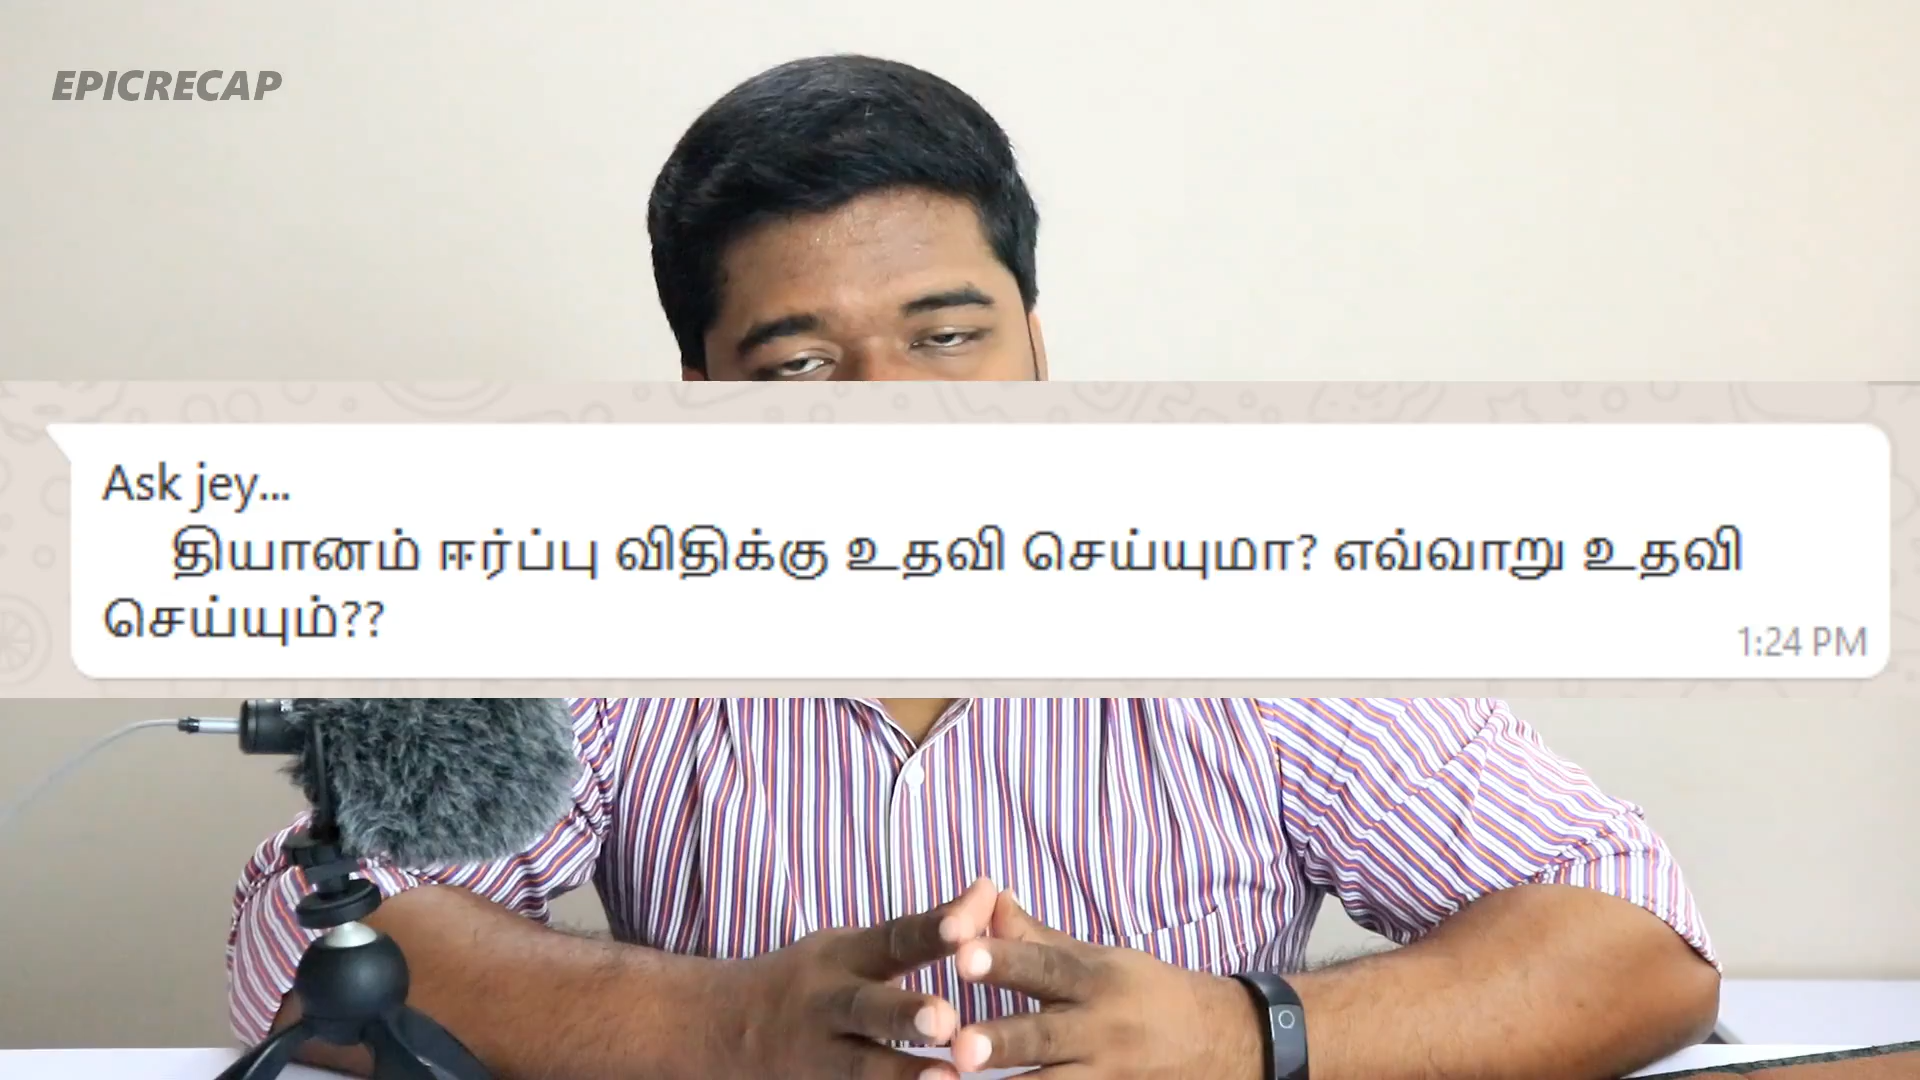 EPICRECAP
Ask jey...
தியானம் ஈர்ப்பு விதிக்கு உதவி செய்யுமா? எவ்வாறு உதவி
செய்யும்??
1:24 PM